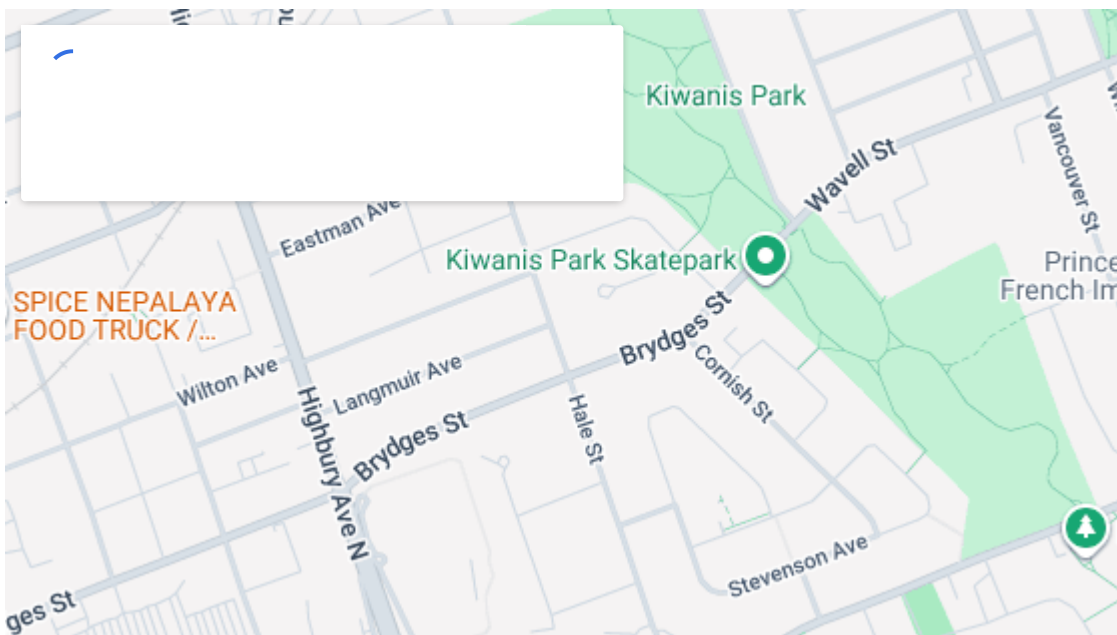 Kiwanis Park
Wavell St
Vancouver St
Eastman Ave
Kiwanis Park Skatepark
Prince
French Im
SPICE NEPALAYA
FOOD TRUCK /...
Brydges St
Wilton Ave
Langmuir Ave
Cornish St
Highbury Ave N
Hale St
Brydges St
Stevenson Ave
ges St